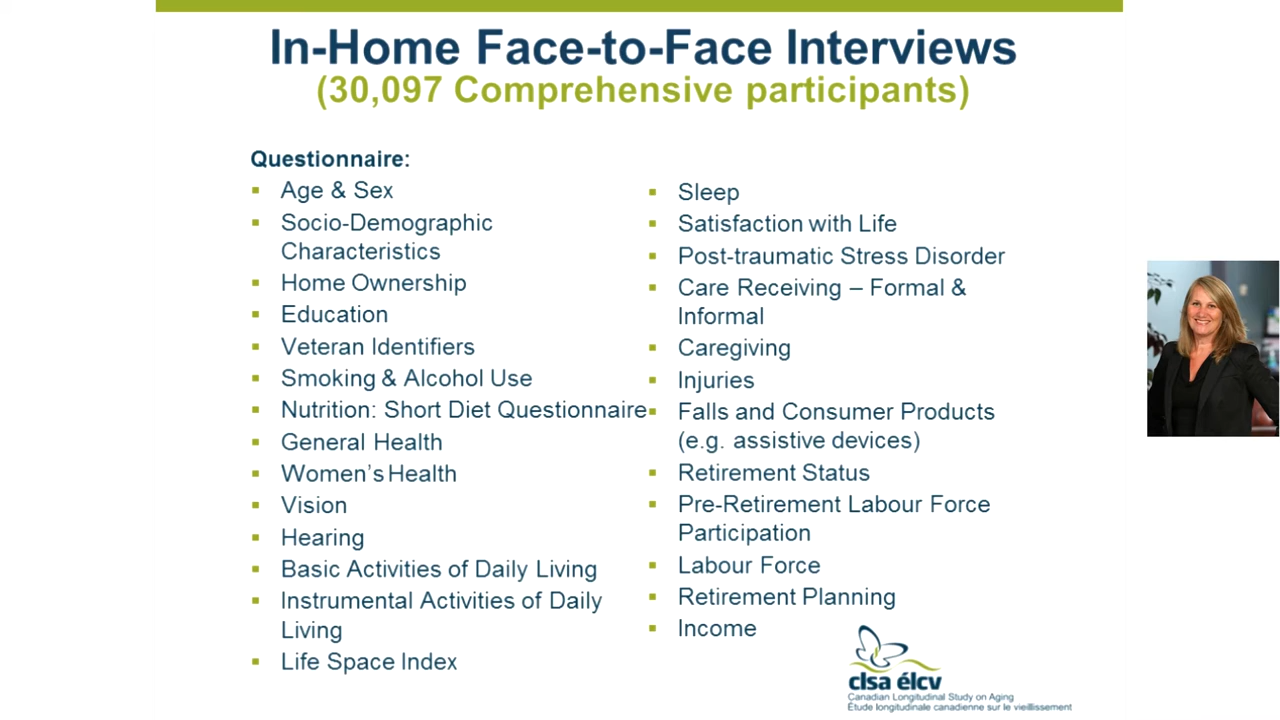 In-Home Face-to-Face Interviews
(30,097 Comprehensive participants)
Questionnaire:
▪ Age & Sex
▪ Socio-Demographic
Characteristics
▪ Home Ownership
▪ Education
▪ Veteran Identifiers
▪ Smoking & Alcohol Use
▪ Nutrition: Short Diet Questionnaire
▪ General Health
▪ Women's Health
▪ Vision
▪ Hearing
▪ Basic Activities of Daily Living
▪ Instrumental Activities of Daily
Living
▪ Life Space Index
▪ Sleep
▪ Satisfaction with Life
▪ Post-traumatic Stress Disorder
▪ Care Receiving – Formal &
Informal
▪ Caregiving
▪ Injuries
▪ Falls and Consumer Products
(e.g. assistive devices)
▪ Retirement Status
▪ Pre-Retirement Labour Force
Participation
▪ Labour Force
▪ Retirement Planning
▪ Income
clsa élcv
Canadian Longitudinal Study on Aging
Étude longitudinale canadienne sur le vieillissement